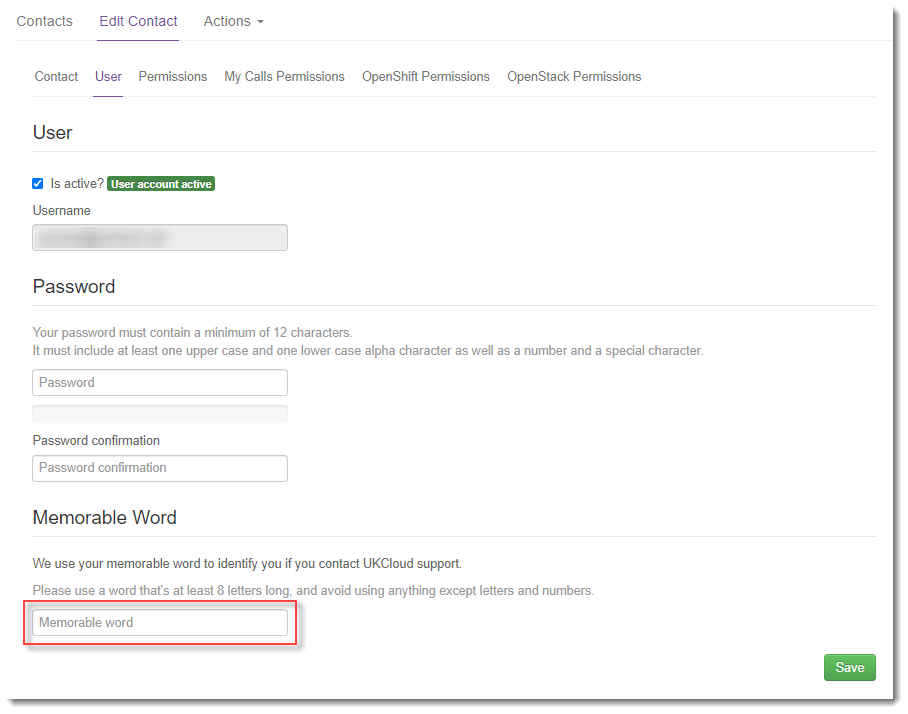 Contacts Edit Contact Actions
Contact User Permissions My Calls Permissions OpenShift Permissions OpenStack Permissions
User
Is active? User account active
Username
Password
Your password must contain a minimum of 12 characters.
It must include at least one upper case and one lower case alpha character as well as a number and a special character.
Password
Password confirmation
Password confirmation
Memorable Word
We use your memorable word to identify you if you contact UKCloud support.
Please use a word that's at least 8 letters long, and avoid using anything except letters and numbers.
Memorable word
Save